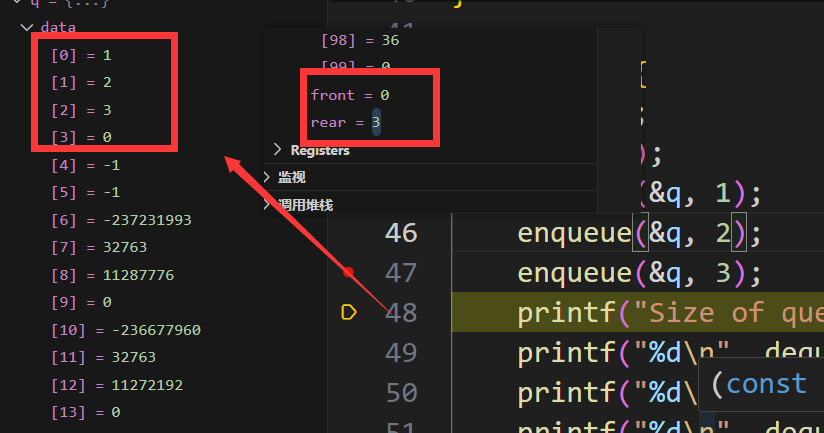 q = {...}
data
[0] = 1
[1] = 2
[2] = 3
[3] = 0
[4] = -1
[5] = -1
[6] = -237231993
[7] = 32763
[8] = 11287776
[9] = 0
[10] = -236677960
[11] = 32763
[12] = 11272192
[13] = 0
[98] = 36
[99] = 0
front = 0
rear = 3
Registers
监视
调用堆栈
41
{
;
);
(&q, 1);
46 enqueue(&q, 2);
47 enqueue(&q, 3);
48 printf("Size of que
49 printf("%d\n" deq
50 printf("%d\
51 printf("%d\n" deq
(const